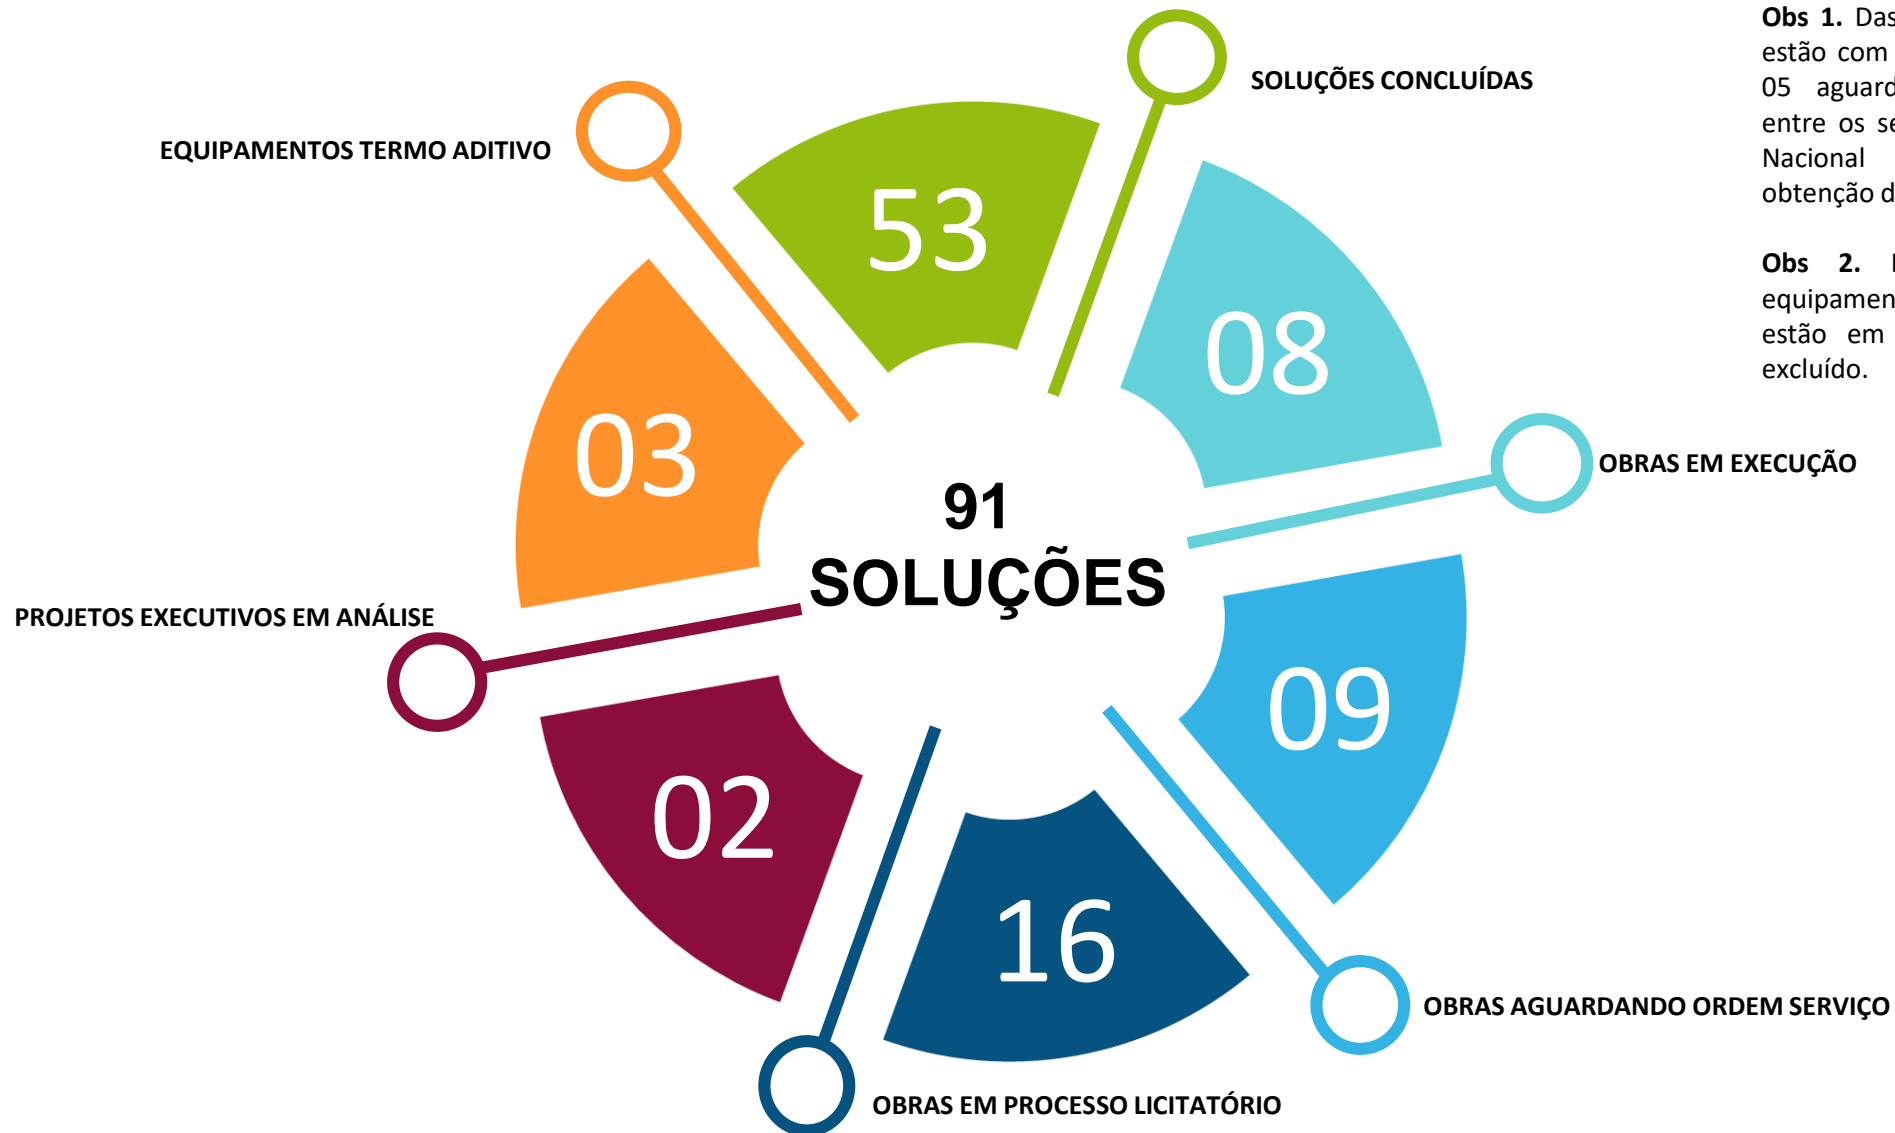 Obs 1. Das
estão com
05 aguard
entre os se
Nacional
obtenção d
Obs 2.
equipamen
estão em
excluído.
SOLUÇÕES CONCLUÍDAS
EQUIPAMENTOS TERMO ADITIVO
53
08
03
OBRAS EM EXECUÇÃO
91
SOLUÇÕES
PROJETOS EXECUTIVOS EM ANÁLISE
09
02
16
OBRAS AGUARDANDO ORDEM SERVIÇO
OBRAS EM PROCESSO LICITATÓRIO